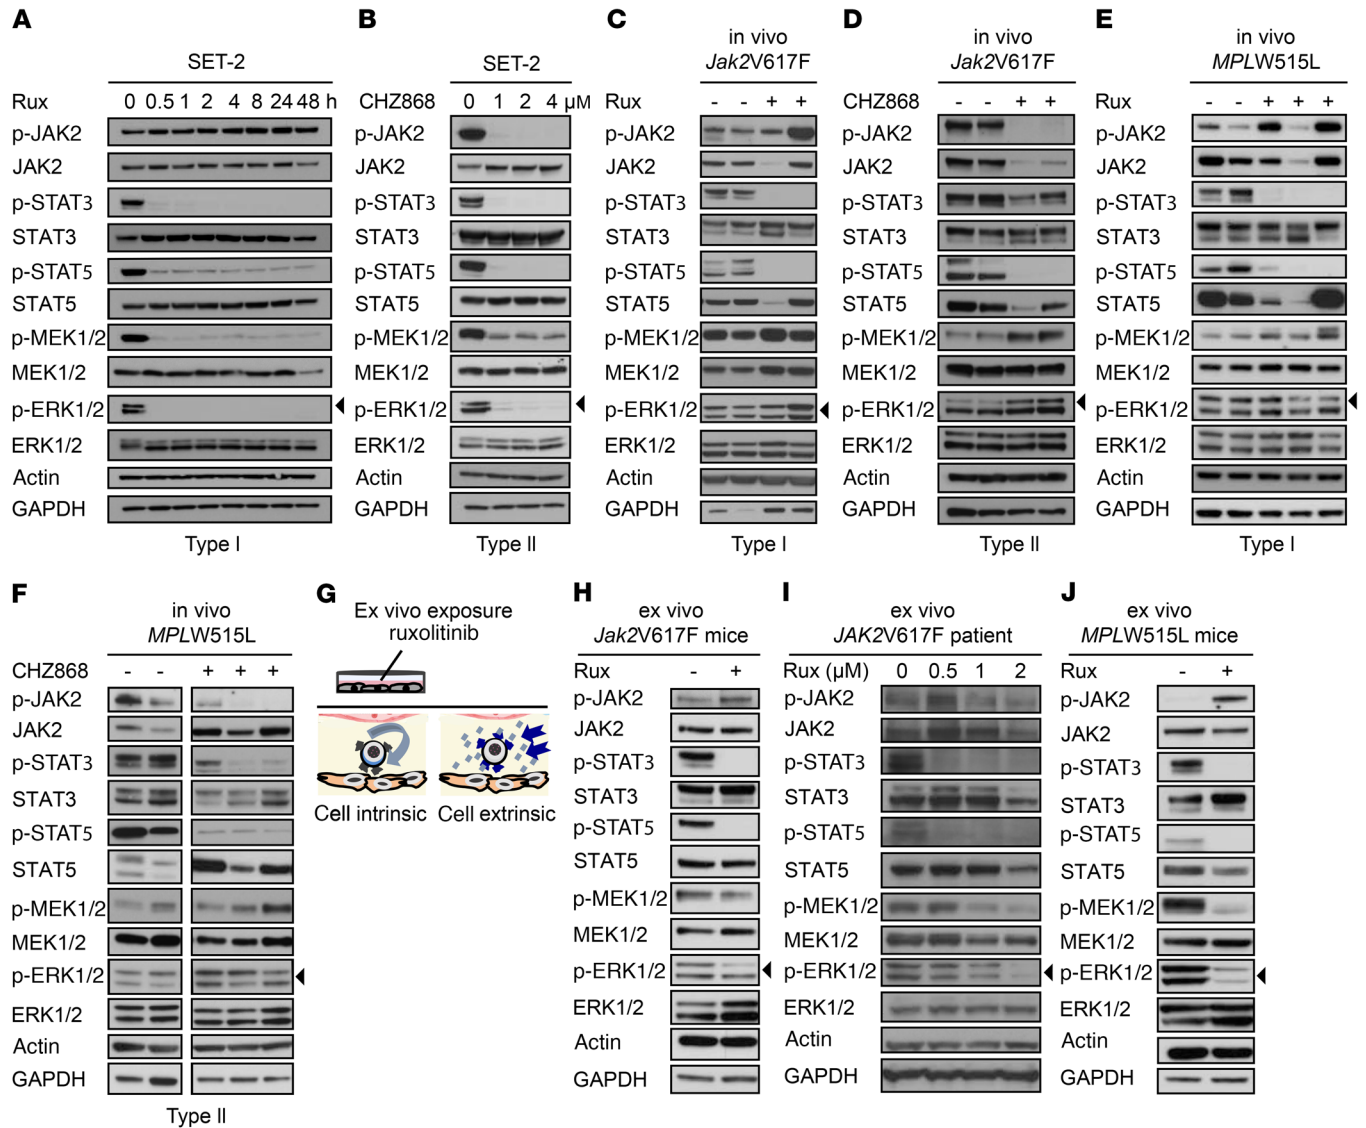 A
SET-2
Rux 0 0.5 1 2 4 8 24 48 h
p-JAK2
JAK2
p-STAT3
STAT3
p-STAT5
STAT5
p-MEK1/2
MEK1/2
p-ERK1/2
ERK1/2
Actin
GAPDH
Type I
B
SET-2
CHZ868 0 1 2 4 µM
p-JAK2
JAK2
p-STAT3
STAT3
p-STAT5
STAT5
p-MEK1/2
MEK1/2
p-ERK1/2
ERK1/2
Actin
GAPDH
Type II
C
in vivo
Jak2V617F
Rux - - + +
p-JAK2
JAK2
p-STAT3
STAT3
p-STAT5
STAT5
p-MEK1/2
MEK1/2
p-ERK1/2
ERK1/2
Actin
GAPDH
Type I
D
in vivo
Jak2V617F
CHZ868 - - + +
p-JAK2
JAK2
p-STAT3
STAT3
p-STAT5
STAT5
p-MEK1/2
MEK1/2
p-ERK1/2
ERK1/2
Actin
GAPDH
Type II
E
in vivo
MPLW515L
Rux - - + + +
p-JAK2
JAK2
p-STAT3
STAT3
p-STAT5
STAT5
p-MEK1/2
MEK1/2
p-ERK1/2
ERK1/2
Actin
GAPDH
Type I
F
in vivo
MPLW515L
CHZ868 - - + + +
p-JAK2
JAK2
p-STAT3
STAT3
p-STAT5
STAT5
p-MEK1/2
MEK1/2
p-ERK1/2
ERK1/2
Actin
GAPDH
Type II
G
Ex vivo exposure
ruxolitinib
Cell intrinsic Cell extrinsic
H
ex vivo
Jak2V617F mice
Rux - +
p-JAK2
JAK2
p-STAT3
STAT3
p-STAT5
STAT5
p-MEK1/2
MEK1/2
p-ERK1/2
ERK1/2
Actin
GAPDH
I
ex vivo
JAK2V617F patient
Rux (µM) 0 0.5 1 2
p-JAK2
JAK2
p-STAT3
STAT3
p-STAT5
STAT5
p-MEK1/2
MEK1/2
p-ERK1/2
ERK1/2
Actin
GAPDH
J
ex vivo
MPLW515L mice
Rux - +
p-JAK2
JAK2
p-STAT3
STAT3
p-STAT5
STAT5
p-MEK1/2
MEK1/2
p-ERK1/2
ERK1/2
Actin
GAPDH